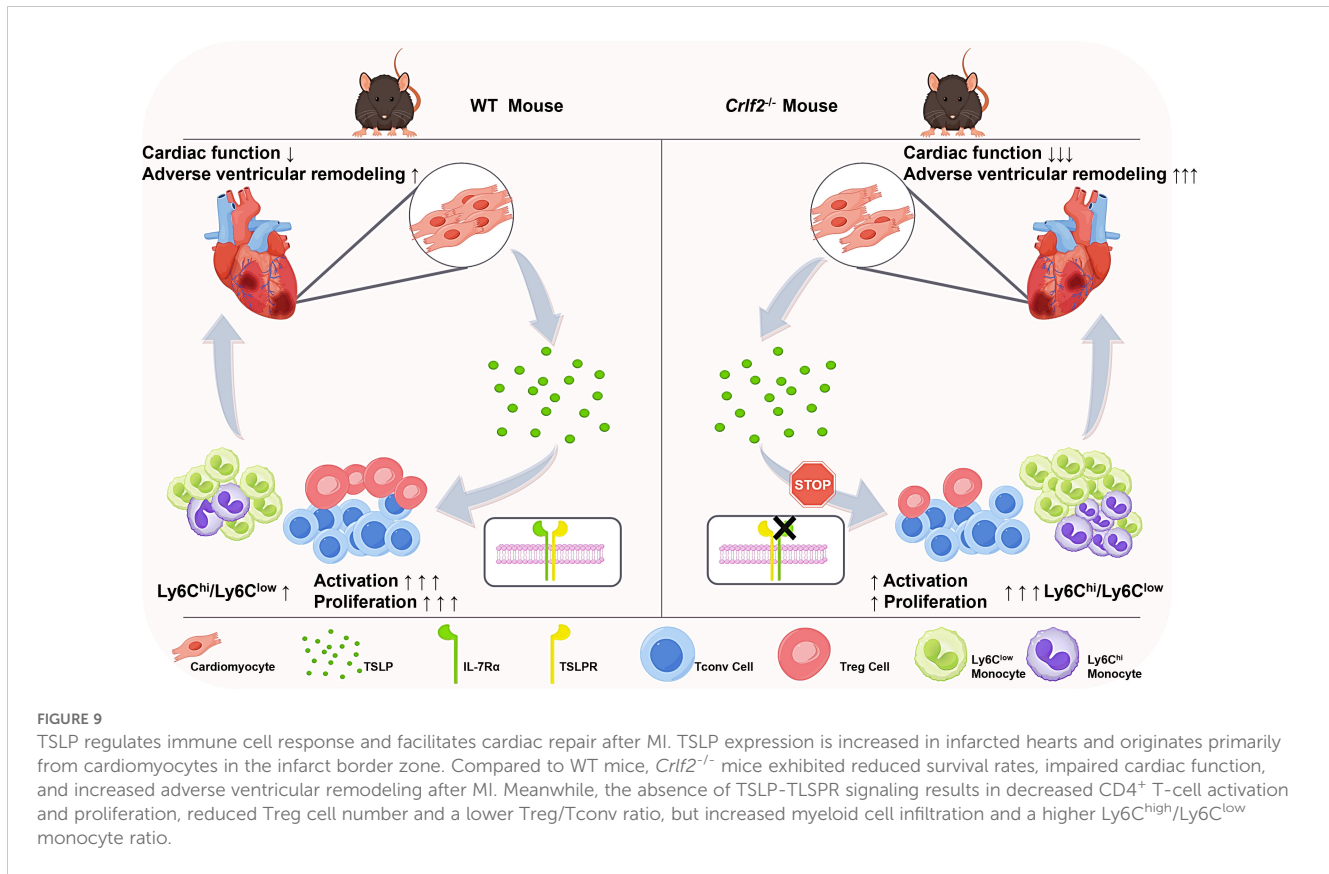 WT Mouse
Crlf2-/- Mouse
Cardiac function ↓
Adverse ventricular remodeling ↑
Cardiac function ↓↓↓
Adverse ventricular remodeling ↑↑↑
STOP
Ly6Chi/Ly6Clow ↑
Activation ↑ ↑ ↑
Proliferation ↑ ↑ ↑
↑ Activation
↑ Proliferation
↑ ↑ ↑ Ly6Chi/Ly6Clow
Cardiomyocyte
TSLP
IL-7Rα
TSLPR
Tconv Cell
Treg Cell
Ly6Clow
Monocyte
Ly6Chi
Monocyte
FIGURE 9
TSLP regulates immune cell response and facilitates cardiac repair after MI. TSLP expression is increased in infarcted hearts and originates primarily
from cardiomyocytes in the infarct border zone. Compared to WT mice, Crlf2-/- mice exhibited reduced survival rates, impaired cardiac function,
and increased adverse ventricular remodeling after MI. Meanwhile, the absence of TSLP-TLSPR signaling results in decreased CD4+ T-cell activation
and proliferation, reduced Treg cell number and a lower Treg/Tconv ratio, but increased myeloid cell infiltration and a higher Ly6Chigh/Ly6Clow
monocyte ratio.